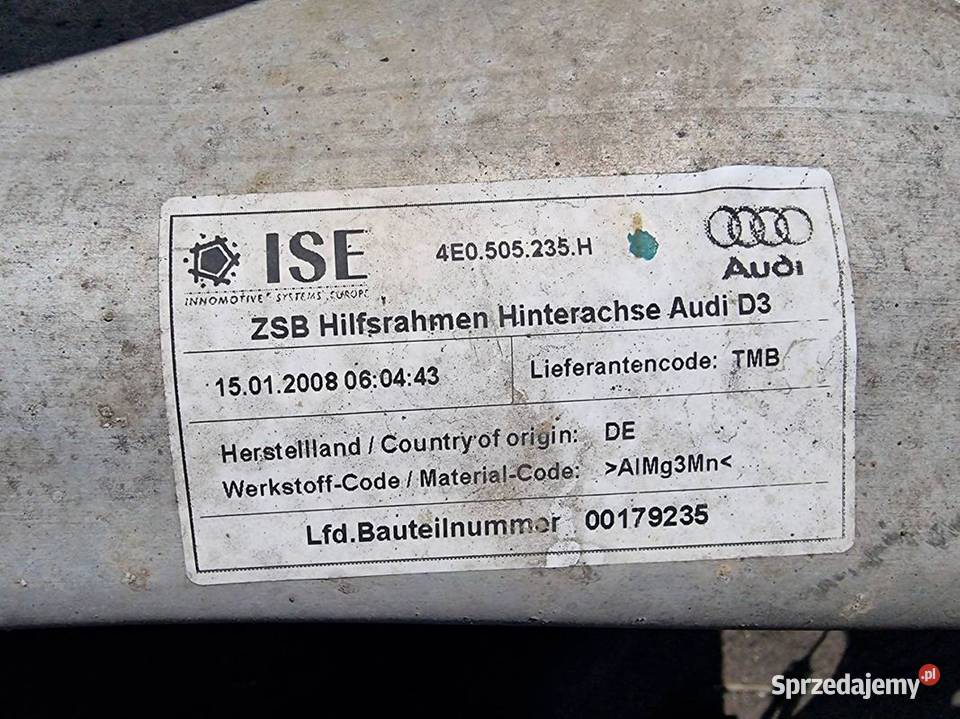 ISE
INNOMOTIVE SYSTEMS EUROPE
4E0.505.235.H
Audi
ZSB Hilfsrahmen Hinterachse Audi D3
15.01.2008 06:04:43
Lieferantencode: TMB
Herstellland / Country of origin: DE
Werkstoff-Code / Material-Code: >AlMg3Mn<
Lfd.Bauteilnummer 00179235
Sprzedajemy.pl